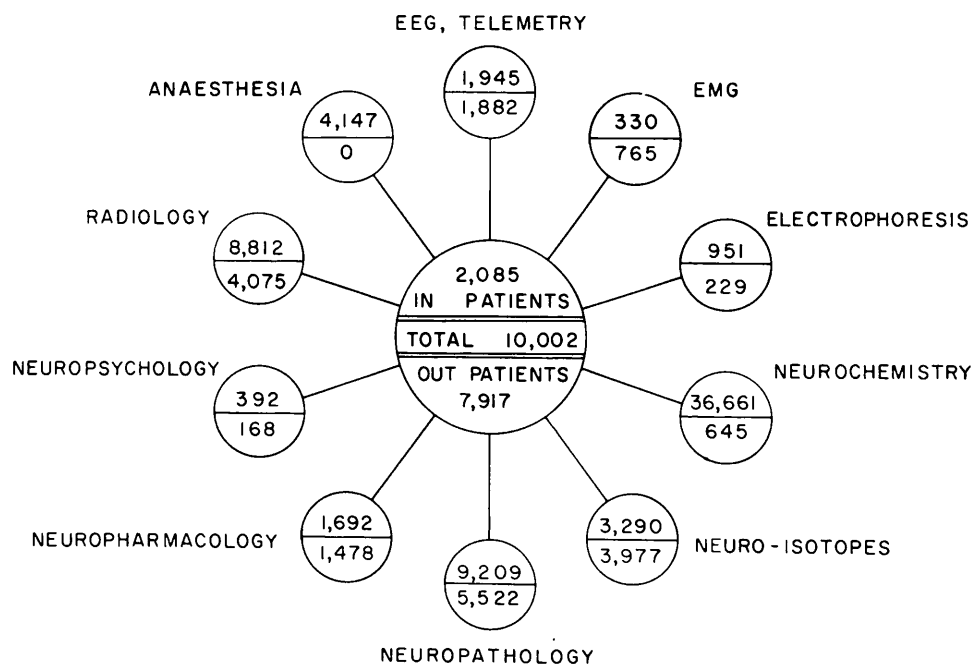 EEG, TELEMETRY
1,945
1,882
ANAESTHESIA
4,147
0
EMG
330
765
RADIOLOGY
8,812
4,075
ELECTROPHORESIS
951
229
2,085
IN PATIENTS
TOTAL 10,002
OUT PATIENTS
7,917
NEUROPSYCHOLOGY
392
168
NEUROCHEMISTRY
36,661
645
NEUROPHARMACOLOGY
1,692
1,478
3,290
3,977
NEURO-ISOTOPES
9,209
5,522
NEUROPATHOLOGY